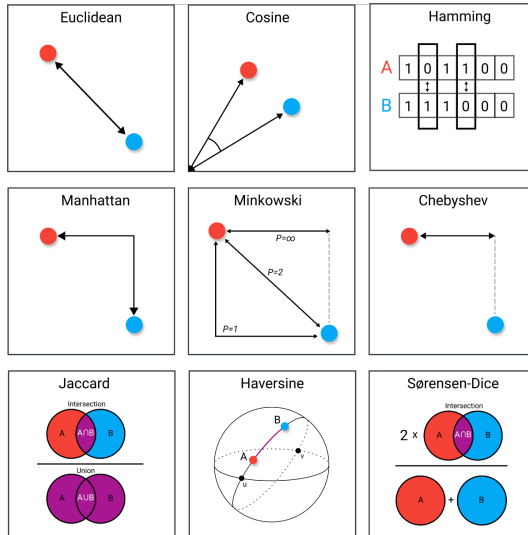 Euclidean
Cosine
Hamming
A 1 0 1 1 0 0
B 1 1 1 0 0 0
Manhattan
Minkowski
P=∞
P=2
P=1
Chebyshev
Jaccard
Intersection
A A∩B B
Union
A A∪B B
Haversine
B
A
v
u
Sørensen-Dice
Intersection
2 x A A∩B B
A + B